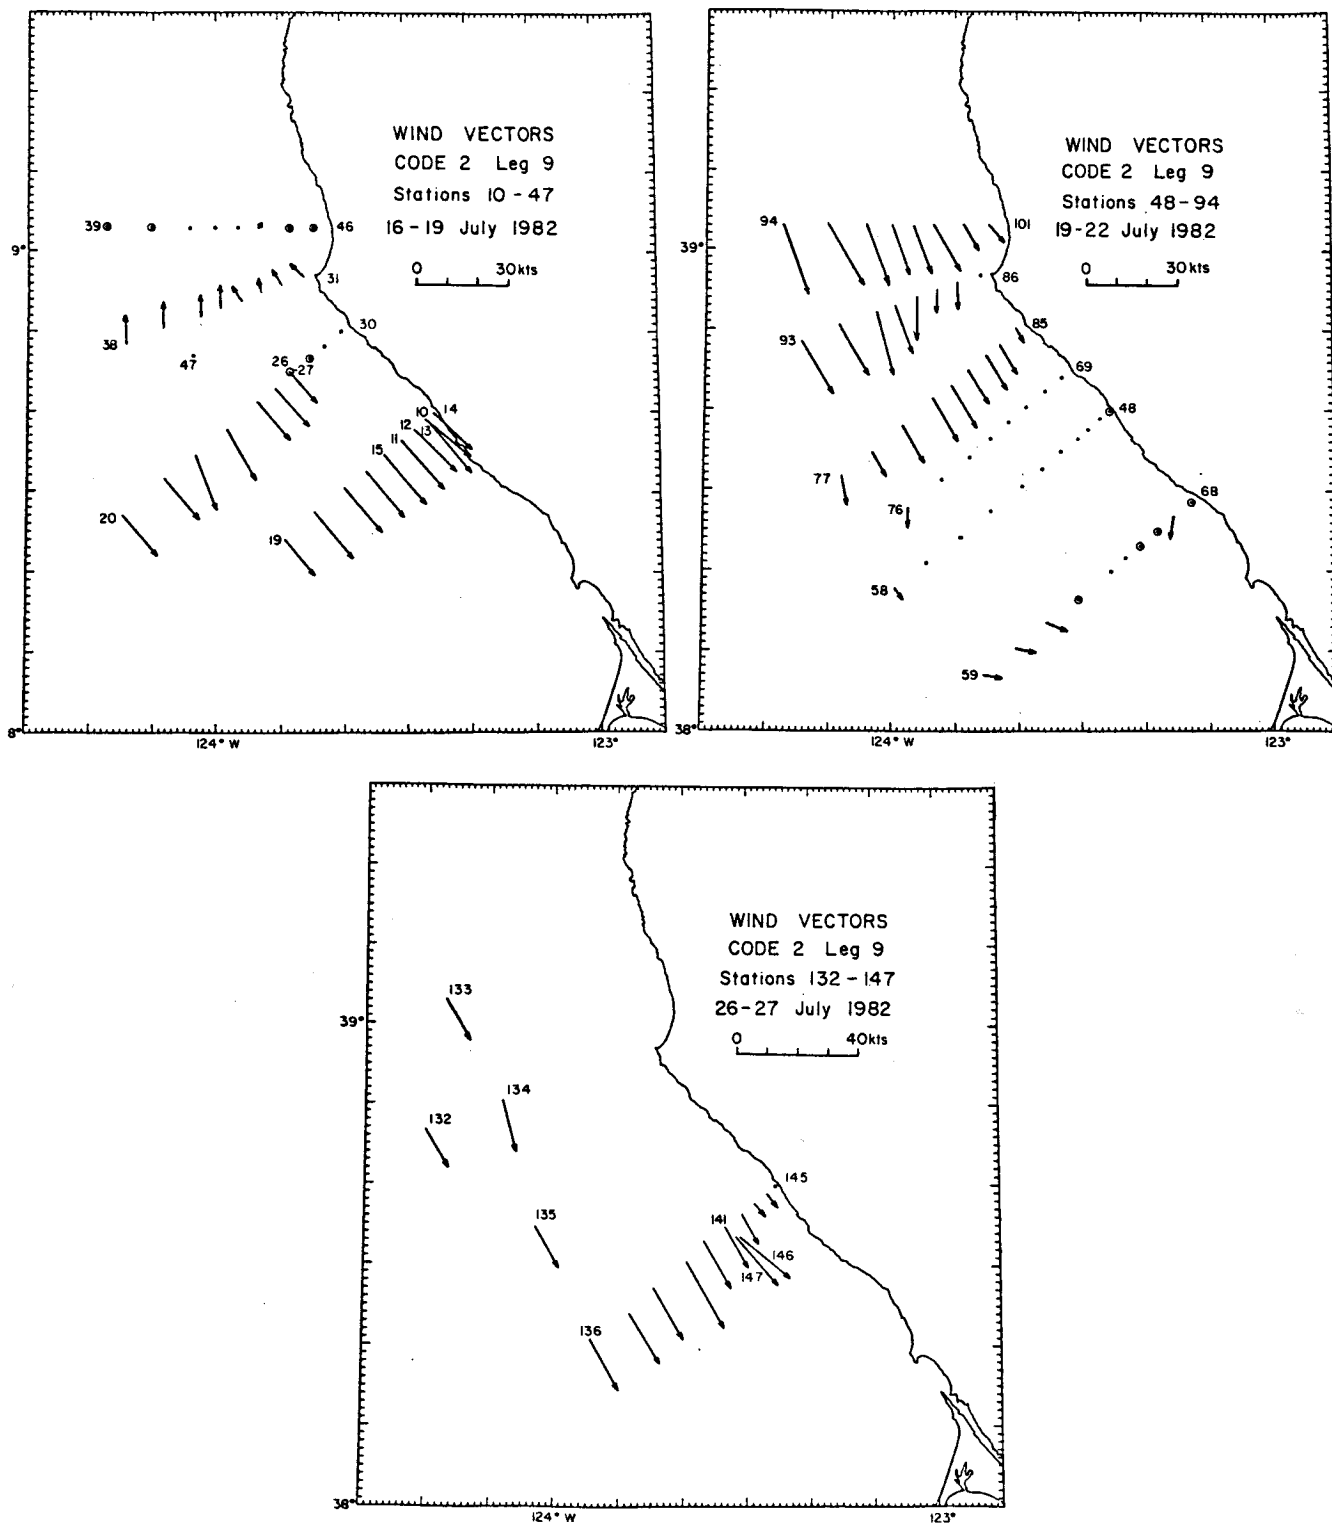 WIND VECTORS
CODE 2 Leg 9
Stations 10-47
16-19 July 1982
0 30kts
39
46
9°
31
38
47
30
26
27
10
14
12
13
11
15
20
19
8°
124° W
123°
WIND VECTORS
CODE 2 Leg 9
Stations 48-94
19-22 July 1982
0 30kts
94
101
39°
86
93
85
69
48
77
76
68
58
59
38°
124° W
123°
WIND VECTORS
CODE 2 Leg 9
Stations 132-147
26-27 July 1982
0 40kts
133
39°
134
132
145
135
141
146
147
136
38°
124° W
123°